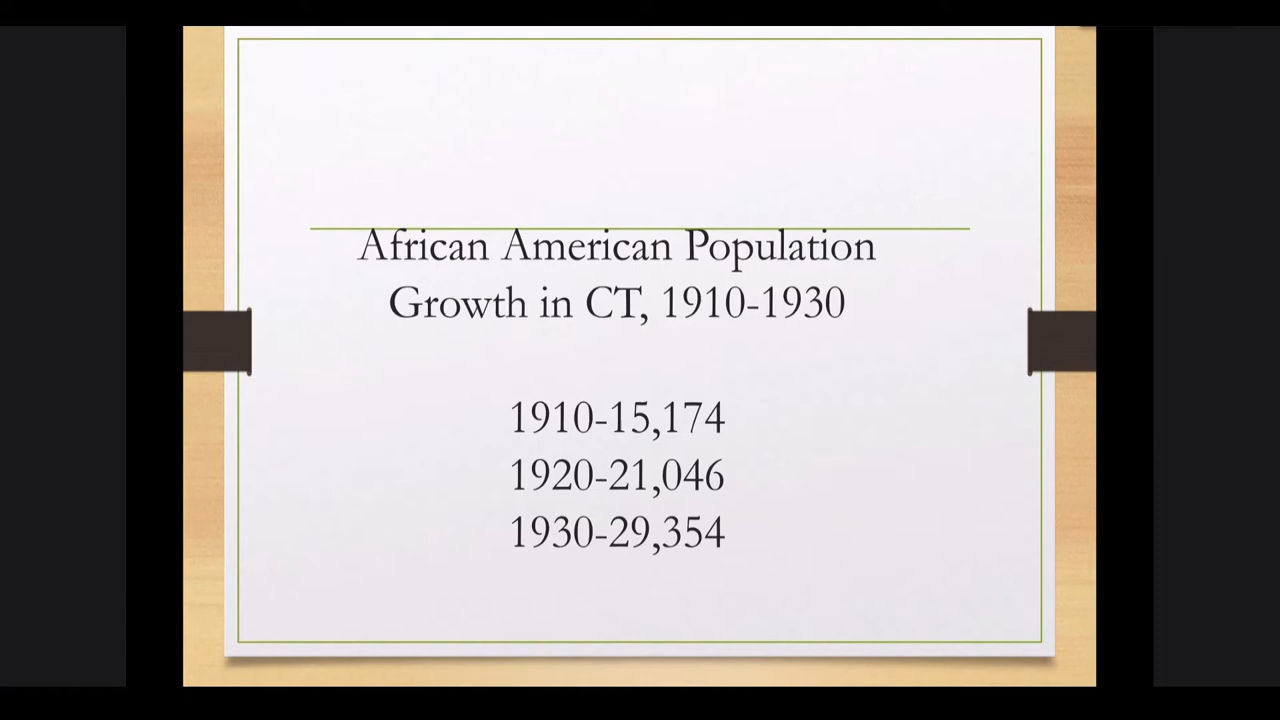 African American Population
Growth in CT, 1910-1930
1910-15,174
1920-21,046
1930-29,354